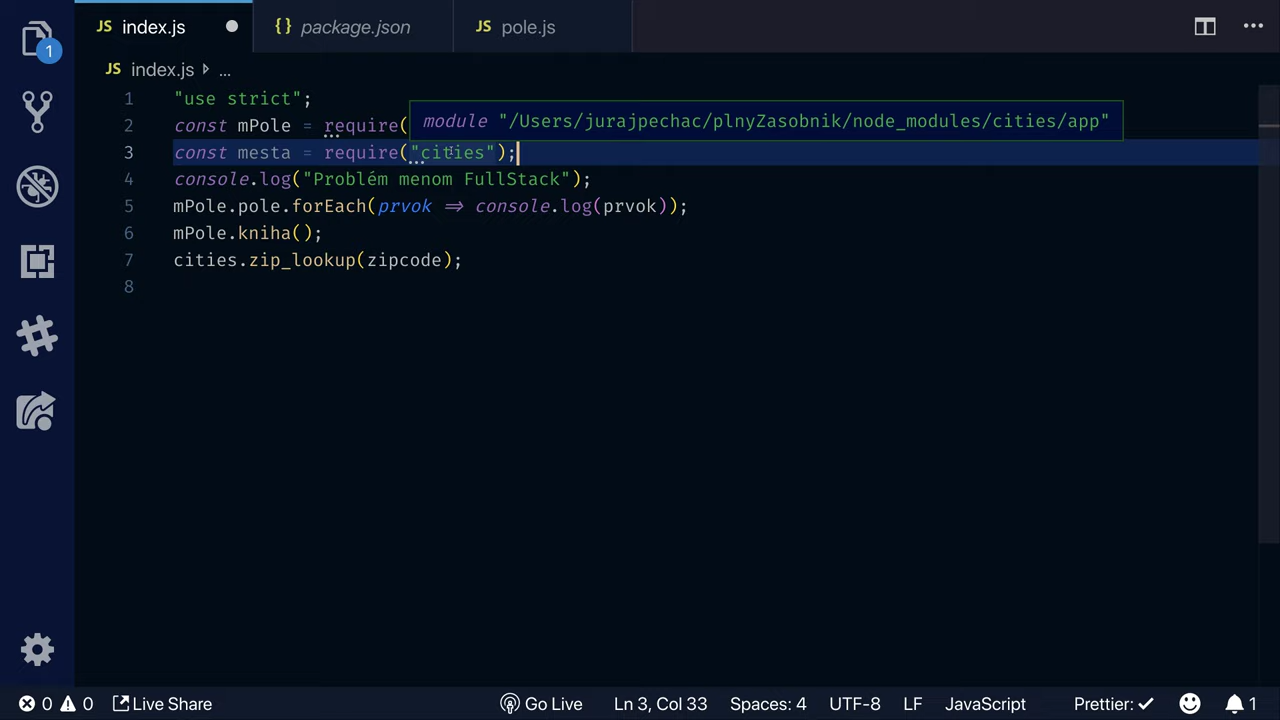 JS index.js {} package.json JS pole.js ...
1
JS index.js ...
1 "use strict";
2 const mPole = require(
module "/Users/jurajpechac/plnyZasobnik/node_modules/cities/app"
3 const mesta = require("cities");
4 console.log("Problém menom FullStack");
5 mPole.pole.forEach(prvok => console.log(prvok));
6 mPole.kniha();
7 cities.zip_lookup(zipcode);
8
0 0 Live Share Go Live Ln 3, Col 33 Spaces: 4 UTF-8 LF JavaScript Prettier: ✓ 1